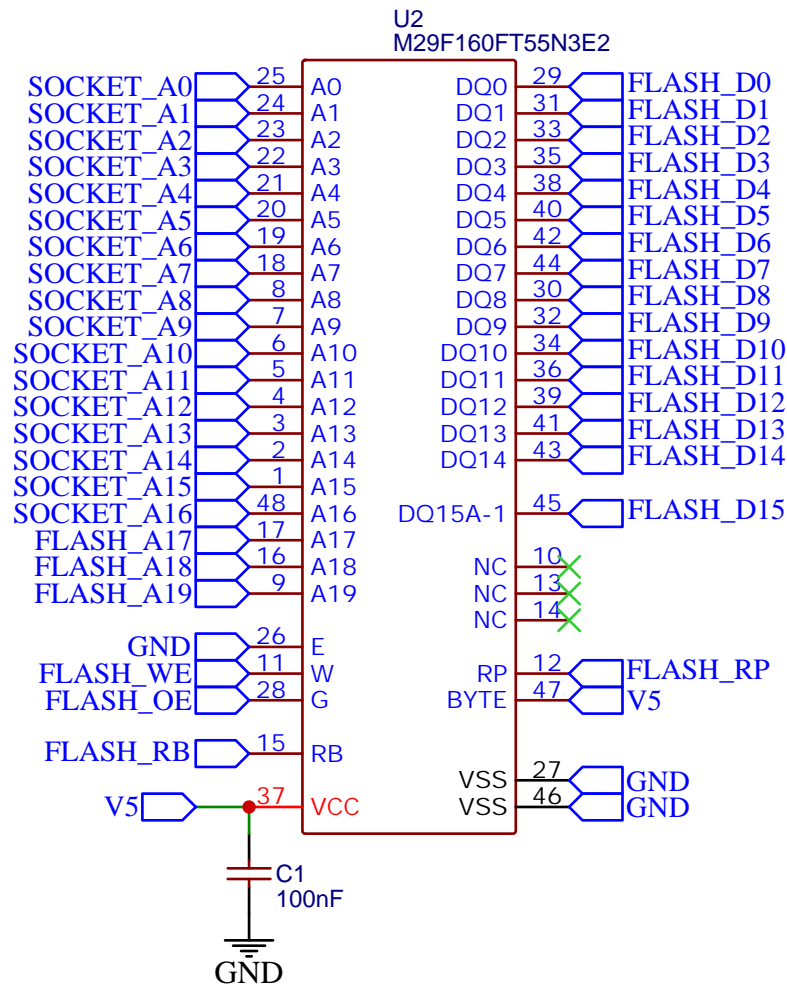 U2
M29F160FT55N3E2
SOCKET_A0 25 A0 DQ0 29 FLASH_D0
SOCKET_A1 24 A1 DQ1 31 FLASH_D1
SOCKET_A2 23 A2 DQ2 33 FLASH_D2
SOCKET_A3 22 A3 DQ3 35 FLASH_D3
SOCKET_A4 21 A4 DQ4 38 FLASH_D4
SOCKET_A5 20 A5 DQ5 40 FLASH_D5
SOCKET_A6 19 A6 DQ6 42 FLASH_D6
SOCKET_A7 18 A7 DQ7 44 FLASH_D7
SOCKET_A8 8 A8 DQ8 30 FLASH_D8
SOCKET_A9 7 A9 DQ9 32 FLASH_D9
SOCKET_A10 6 A10 DQ10 34 FLASH_D10
SOCKET_A11 5 A11 DQ11 36 FLASH_D11
SOCKET_A12 4 A12 DQ12 39 FLASH_D12
SOCKET_A13 3 A13 DQ13 41 FLASH_D13
SOCKET_A14 2 A14 DQ14 43 FLASH_D14
SOCKET_A15 1 A15
SOCKET_A16 48 A16 DQ15A-1 45 FLASH_D15
FLASH_A17 17 A17
FLASH_A18 16 A18 NC 10
FLASH_A19 9 A19 NC 13
NC 14
GND 26 E
FLASH_WE 11 W RP 12 FLASH_RP
FLASH_OE 28 G BYTE 47 V5
FLASH_RB 15 RB
VSS 27 GND
V5 37 VCC VSS 46 GND
C1
100nF
GND